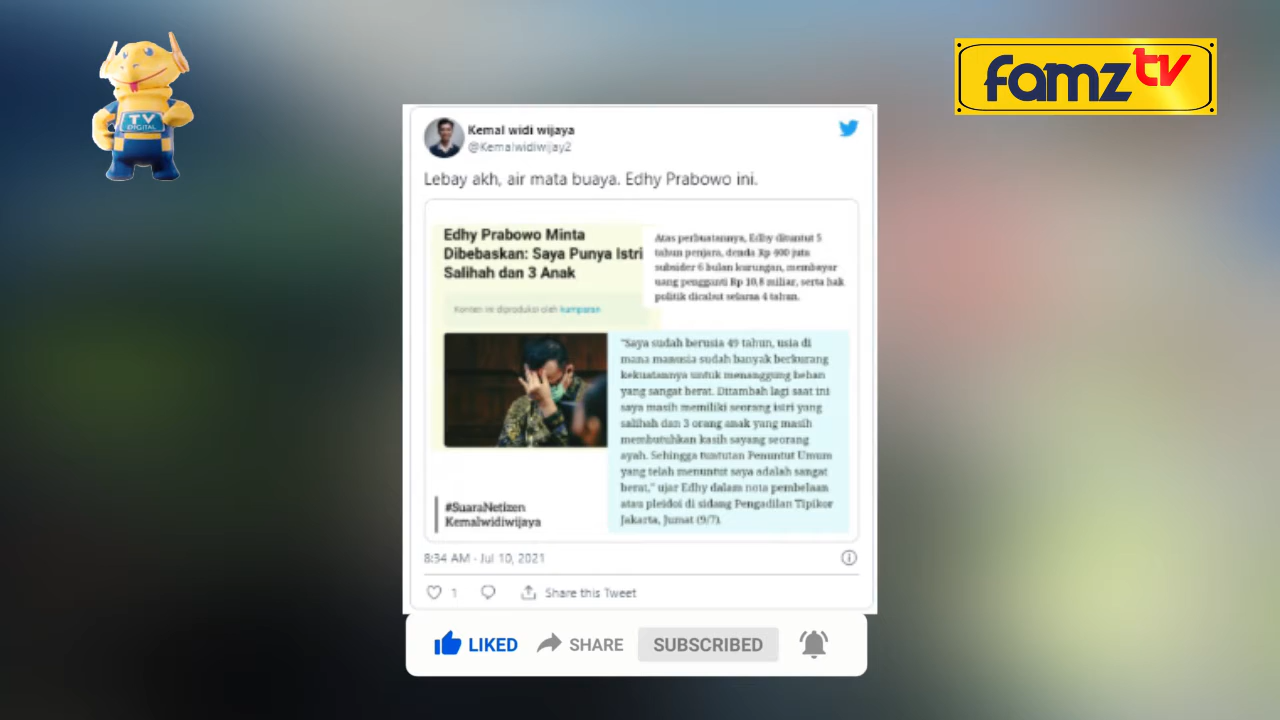 famz tv
TV
DIGITAL
Kemal widi wijaya
@Kemalwidiwijay2
Lebay akh, air mata buaya. Edhy Prabowo ini.
Edhy Prabowo Minta
Dibebaskan: Saya Punya Istri
Salihah dan 3 Anak
Konten ini diproduksi oleh kumparan
Atas perbuatannya, Edhy dituntut 5
tahun penjara, denda Rp 400 juta
subsider 6 bulan kurungan, membayar
uang pengganti Rp 10,8 miliar, serta hak
politik dicabut selama 4 tahun.
"Saya sudah berusia 49 tahun, usia di
mana manusia sudah banyak berkurang
kekuatannya untuk menanggung beban
yang sangat berat. Ditambah lagi saat ini
saya masih memiliki seorang istri yang
salihah dan 3 orang anak yang masih
membutuhkan kasih sayang seorang
ayah. Sehingga tuntutan Penuntut Umum
yang telah menuntut saya adalah sangat
berat," ujar Edhy dalam nota pembelaan
atau pleidoi di sidang Pengadilan Tipikor
Jakarta, Jumat (9/7).
#SuaraNetizen
Kemalwidiwijaya
8:34 AM · Jul 10, 2021
1
Share this Tweet
LIKED
SHARE
SUBSCRIBED